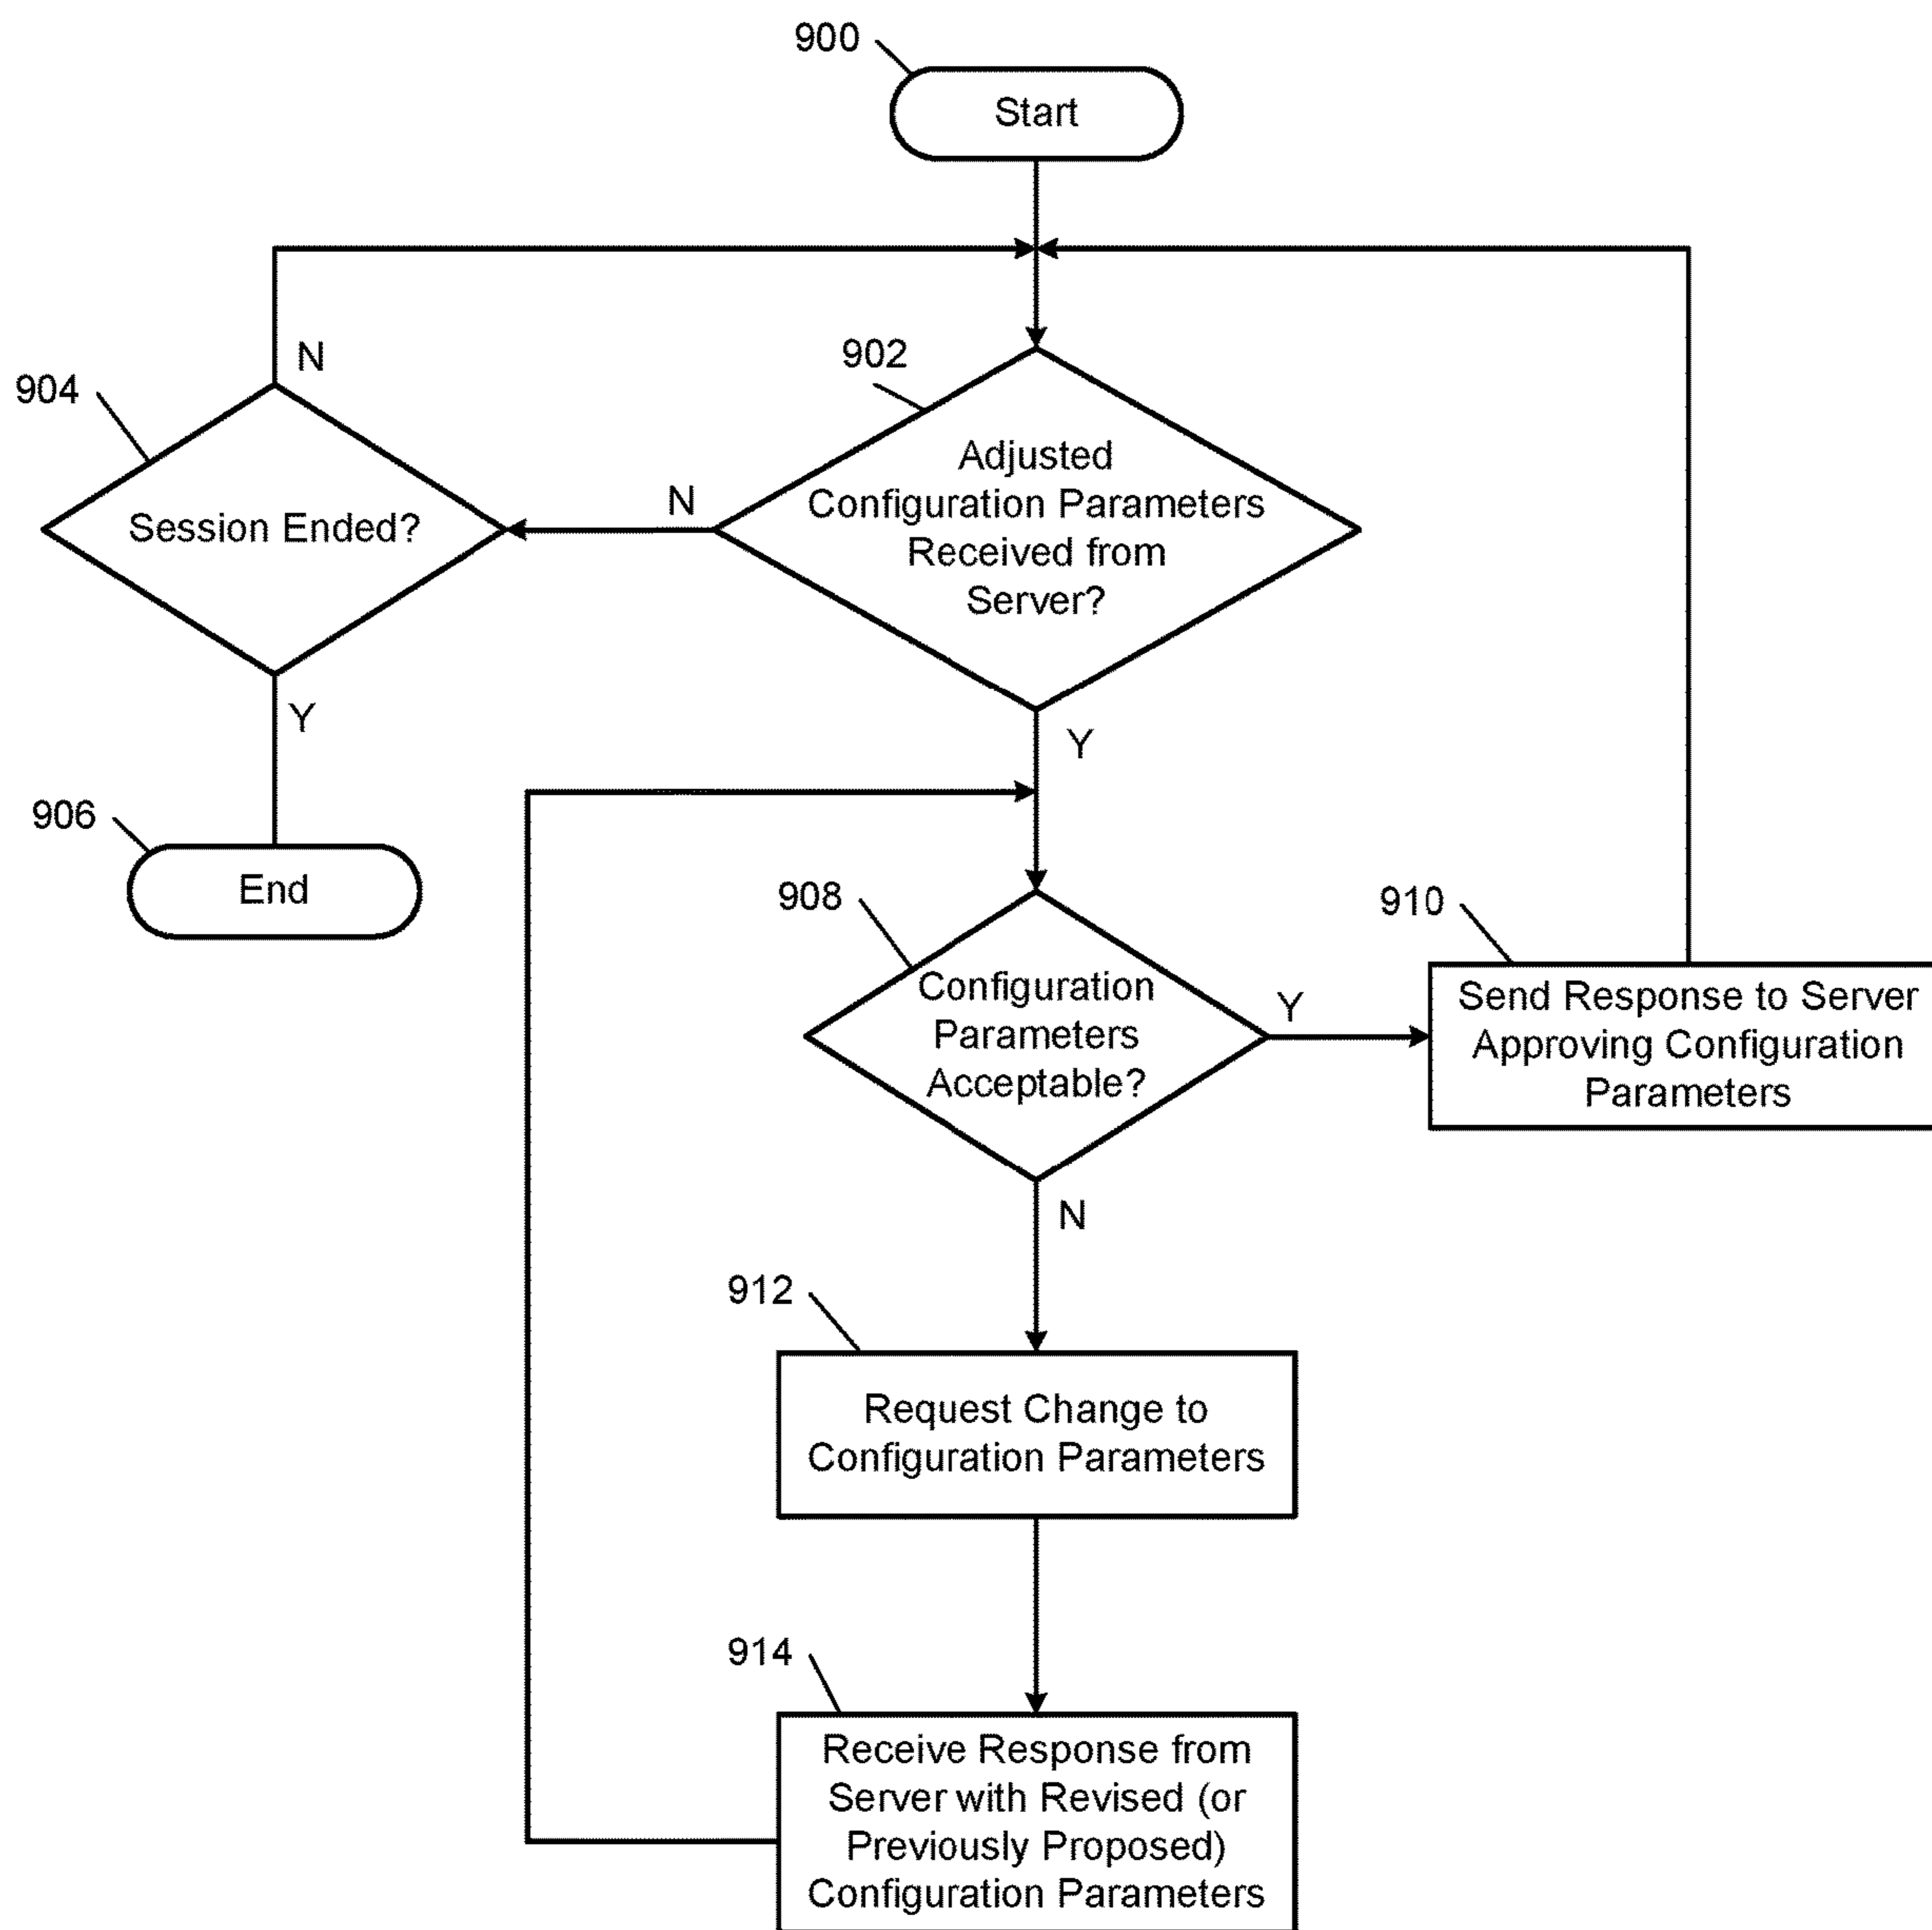 900
Start
902
N
904
Adjusted
Configuration Parameters
Received from
Server?
N
Session Ended?
Y
Y
906
End
908
910
Configuration
Parameters
Acceptable?
Y
Send Response to Server
Approving Configuration
Parameters
N
912
Request Change to
Configuration Parameters
914
Receive Response from
Server with Revised (or
Previously Proposed)
Configuration Parameters